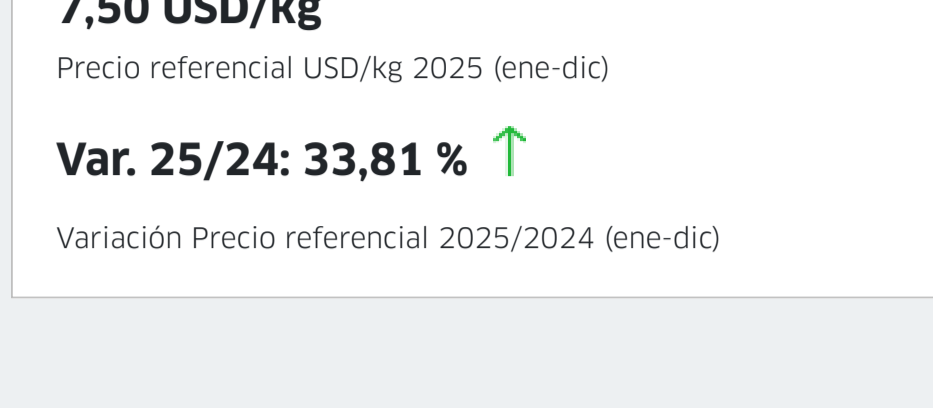 7,50 USD/kg
Precio referencial USD/kg 2025 (ene-dic)
Var. 25/24: 33,81 %
Variación Precio referencial 2025/2024 (ene-dic)